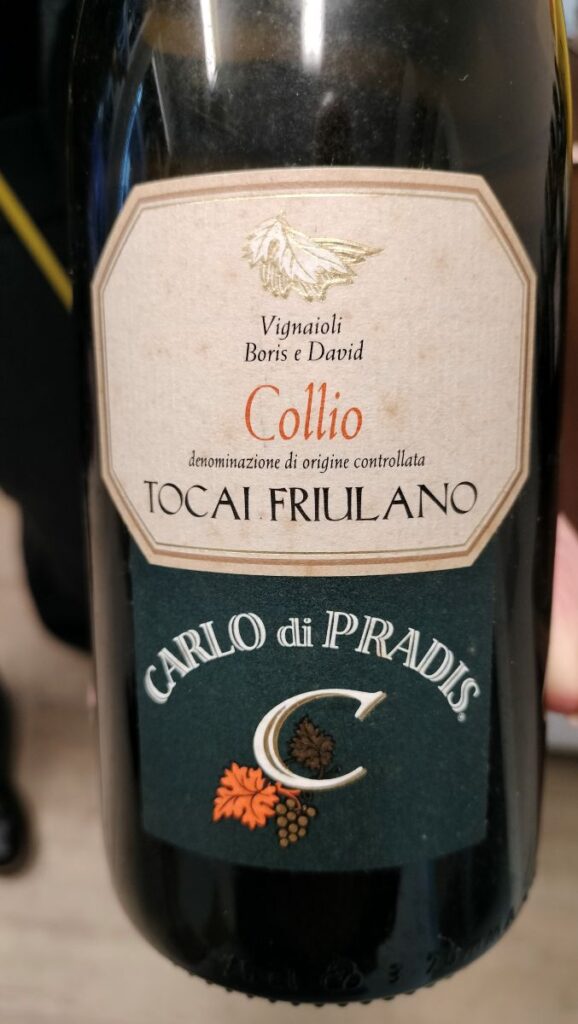 Vignaioli
Boris e David
Collio
denominazione di origine controllata
TOCAI FRIULANO
CARLO di PRADIS®
C